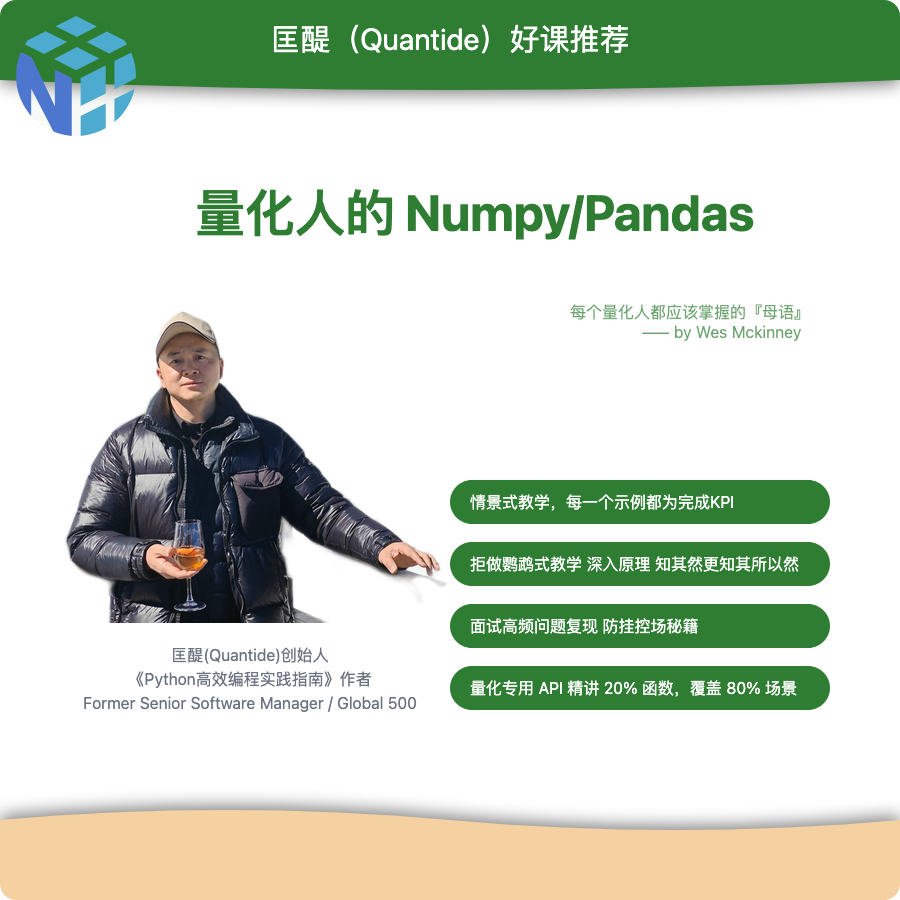 匡醍（Quantide）好课推荐
量化人的 Numpy/Pandas
每个量化人都应该掌握的『母语』
—— by Wes Mckinney
情景式教学，每一个示例都为完成KPI
拒做鹦鹉式教学 深入原理 知其然更知其所以然
面试高频问题复现 防挂控场秘籍
量化专用 API 精讲 20% 函数，覆盖 80% 场景
匡醍(Quantide)创始人
《Python高效编程实践指南》作者
Former Senior Software Manager / Global 500